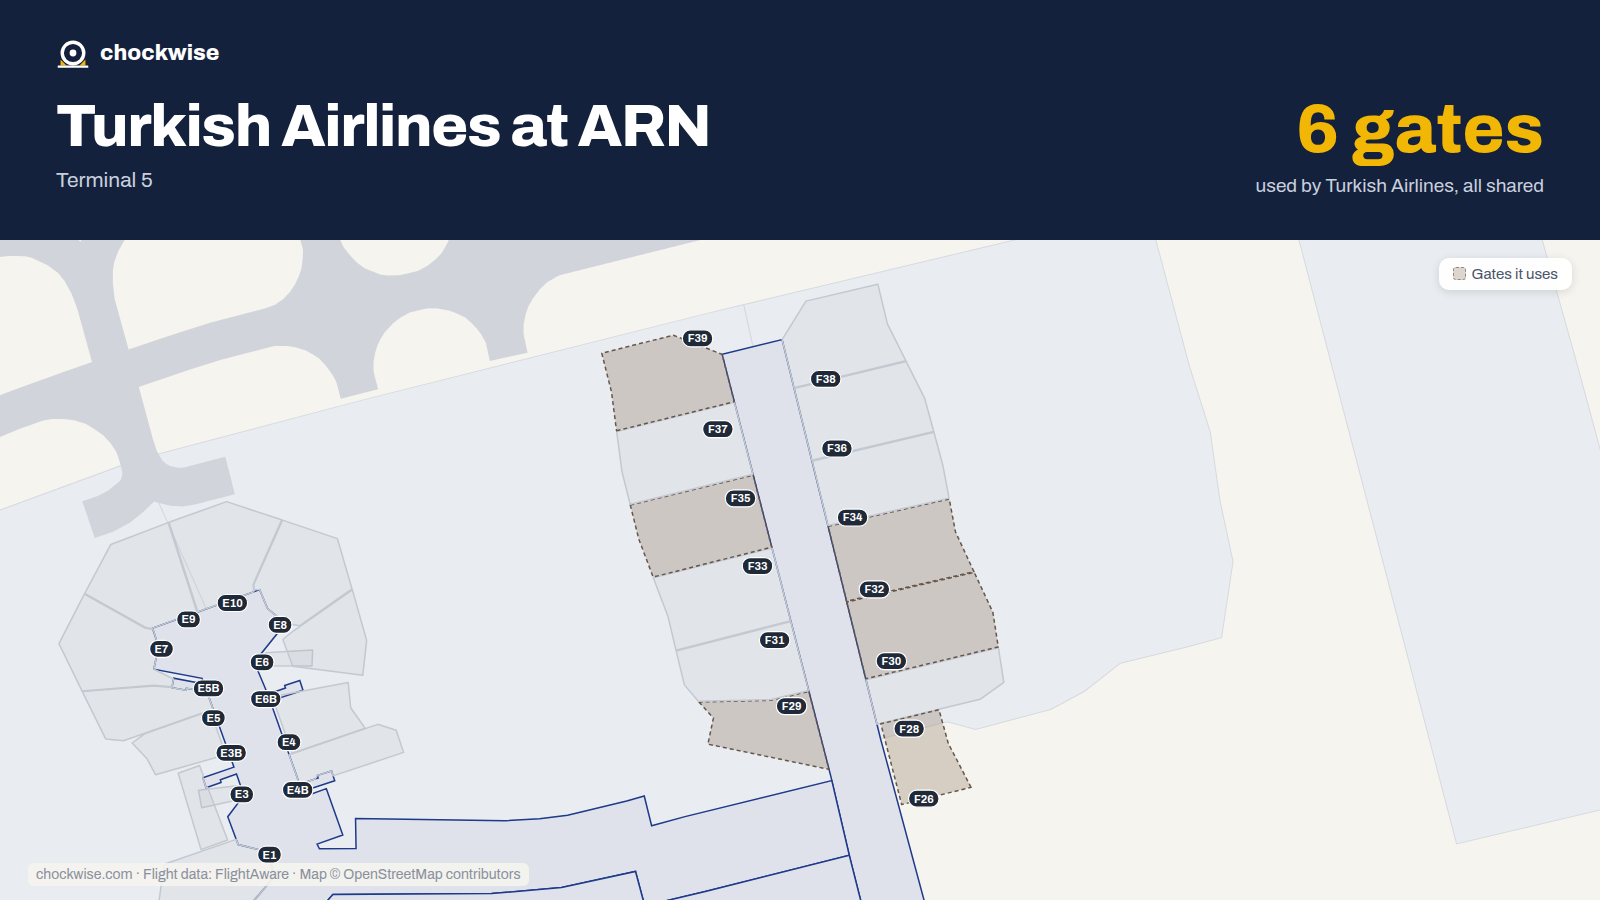 chockwise
Turkish Airlines at ARN
Terminal 5
6 gates
used by Turkish Airlines, all shared
Gates it uses
F39
F38
F37
F36
F35
F34
F33
F32
F31
F30
F29
F28
F26
E10
E9
E8
E7
E6
E5B
E6B
E5
E4
E3B
E4B
E3
E1
chockwise.com · Flight data: FlightAware · Map © OpenStreetMap contributors